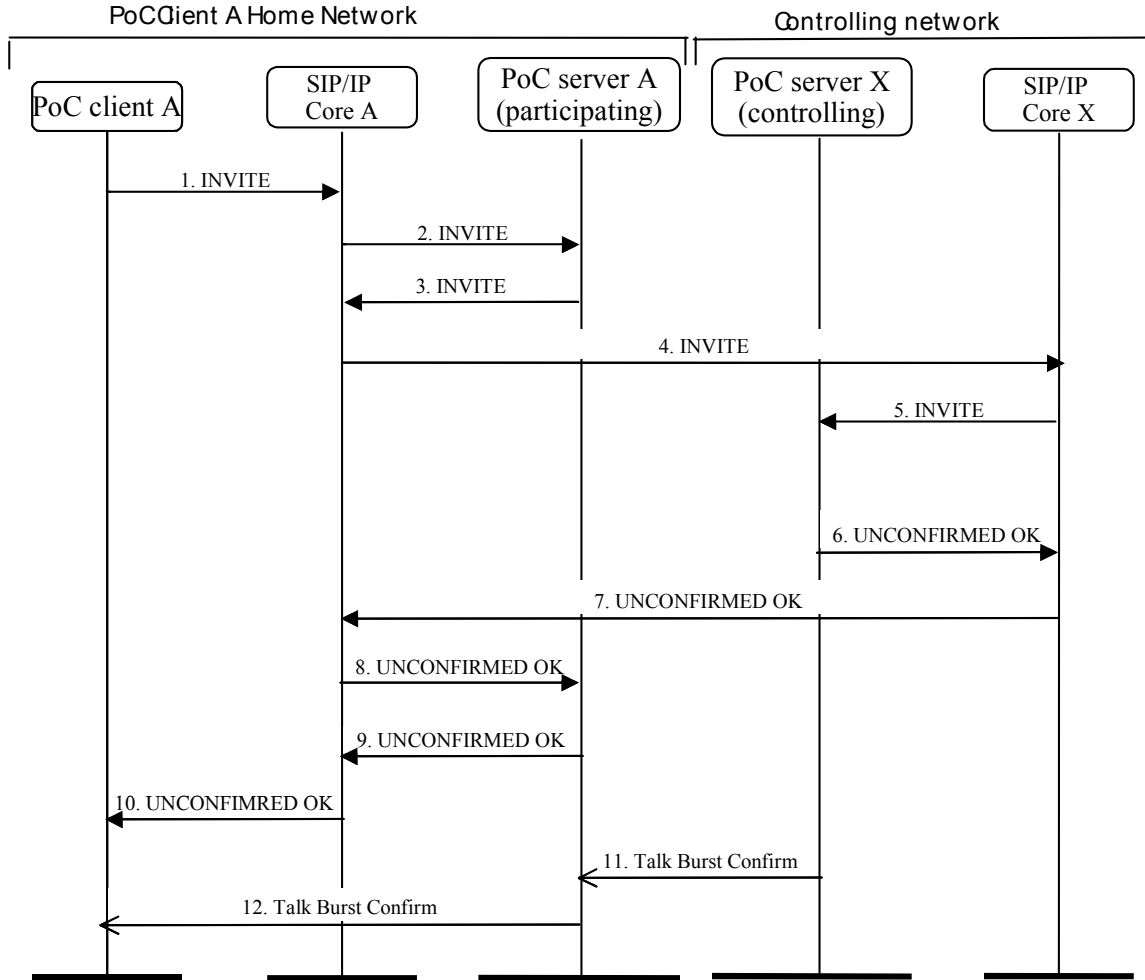 PoCClient A Home Network
Controlling network
PoC client A
SIP/IP
Core A
PoC server A
(participating)
PoC server X
(controlling)
SIP/IP
Core X
1. INVITE
2. INVITE
3. INVITE
4. INVITE
5. INVITE
6. UNCONFIRMED OK
7. UNCONFIRMED OK
8. UNCONFIRMED OK
9. UNCONFIRMED OK
10. UNCONFIMRED OK
11. Talk Burst Confirm
12. Talk Burst Confirm